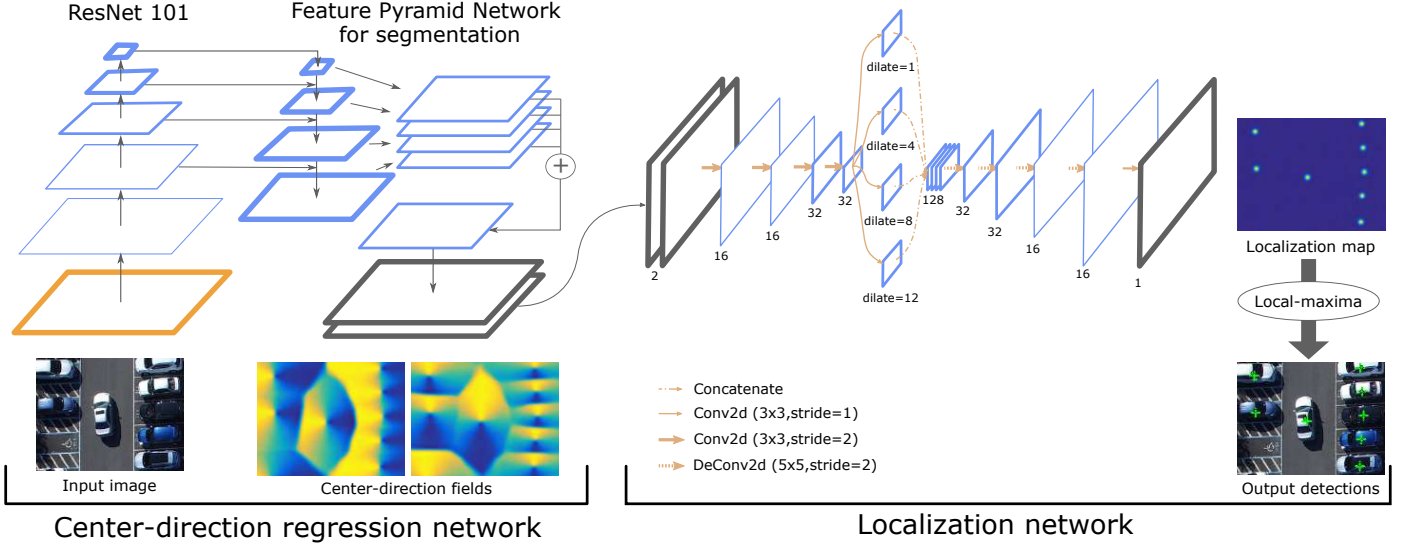 ResNet 101
Feature Pyramid Network
for segmentation
+
2
16
16
32
32
dilate=1
dilate=4
dilate=8
dilate=12
128
32
32
16
16
1
Localization map
Local-maxima
Concatenate
Conv2d (3x3,stride=1)
Conv2d (3x3,stride=2)
DeConv2d (5x5,stride=2)
Input image
Center-direction fields
Output detections
Center-direction regression network
Localization network